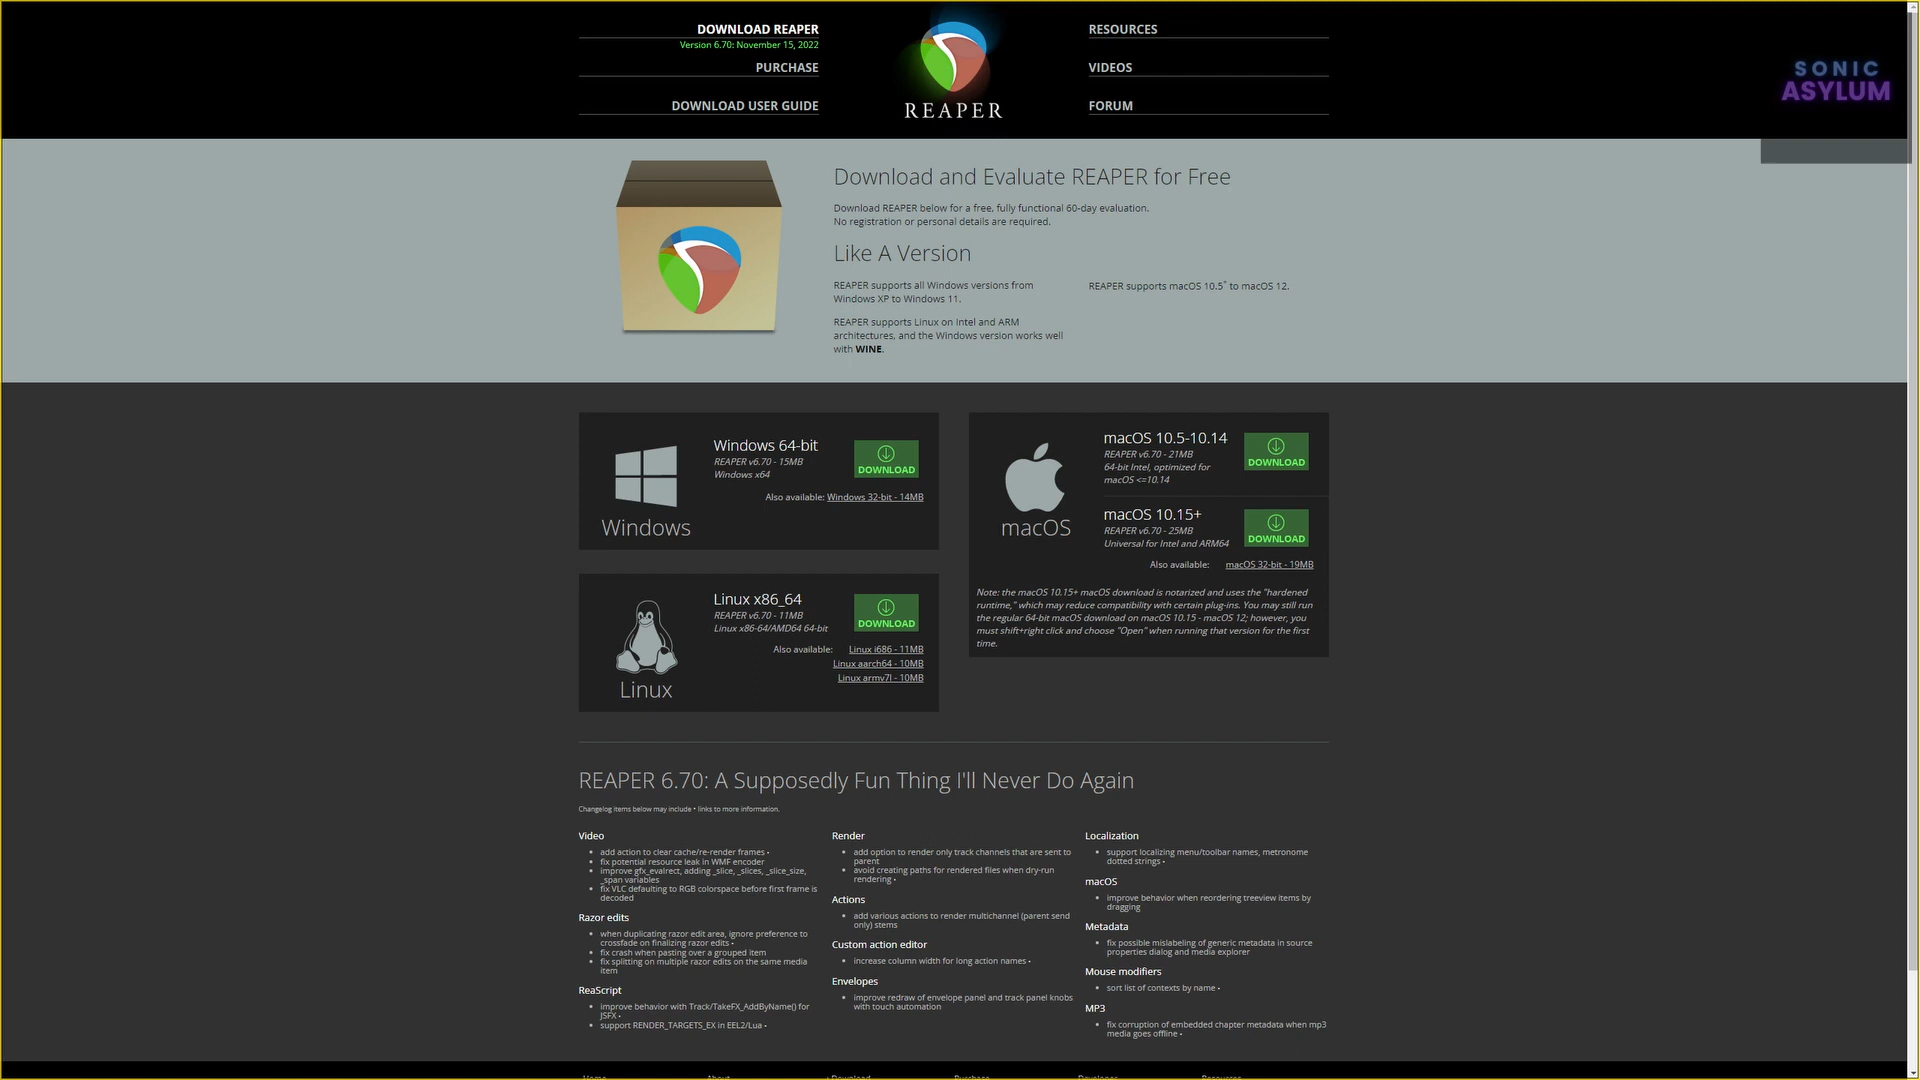 DOWNLOAD REAPER
Version 6.70: November 15, 2022
PURCHASE
DOWNLOAD USER GUIDE
REAPER
RESOURCES
VIDEOS
FORUM
SONIC
ASYLUM
Download and Evaluate REAPER for Free
Download REAPER below for a free, fully functional 60-day evaluation.
No registration or personal details are required.
Like A Version
REAPER supports all Windows versions from
Windows XP to Windows 11.
REAPER supports Linux on Intel and ARM
architectures, and the Windows version works well
with WINE.
REAPER supports macOS 10.5* to macOS 12.
Windows
Windows 64-bit
REAPER v6.70 - 15MB
Windows x64
DOWNLOAD
Also available: Windows 32-bit - 14MB
Linux
Linux x86_64
REAPER v6.70 - 11MB
Linux x86-64/AMD64 64-bit
DOWNLOAD
Also available: Linux i686 - 11MB
Linux aarch64 - 10MB
Linux armv7l - 10MB
macOS
macOS 10.5-10.14
REAPER v6.70 - 21MB
64-bit Intel, optimized for
macOS <=10.14
DOWNLOAD
macOS 10.15+
REAPER v6.70 - 25MB
Universal for Intel and ARM64
DOWNLOAD
Also available: macOS 32-bit - 19MB
Note: the macOS 10.15+ macOS download is notarized and uses the "hardened
runtime," which may reduce compatibility with certain plug-ins. You may still run
the regular 64-bit macOS download on macOS 10.15 - macOS 12; however, you
must shift+right click and choose "Open" when running that version for the first
time.
REAPER 6.70: A Supposedly Fun Thing I'll Never Do Again
Changelog items below may include • links to more information.
Video
• add action to clear cache/re-render frames •
• fix potential resource leak in WMF encoder
• improve gfx_evalrect, adding _slice, _slices, _slice_size,
_span variables
• fix VLC defaulting to RGB colorspace before first frame is
decoded
Razor edits
• when duplicating razor edit area, ignore preference to
crossfade on finalizing razor edits •
• fix crash when pasting over a grouped item
• fix splitting on multiple razor edits on the same media
item
ReaScript
• improve behavior with Track/TakeFX_AddByName() for
JSFX •
• support RENDER_TARGETS_EX in EEL2/Lua •
Render
• add option to render only track channels that are sent to
parent
• avoid creating paths for rendered files when dry-run
rendering •
Actions
• add various actions to render multichannel (parent send
only) stems
Custom action editor
• increase column width for long action names •
Envelopes
• improve redraw of envelope panel and track panel knobs
with touch automation
Localization
• support localizing menu/toolbar names, metronome
dotted strings •
macOS
• improve behavior when reordering treeview items by
dragging
Metadata
• fix possible mislabeling of generic metadata in source
properties dialog and media explorer
Mouse modifiers
• sort list of contexts by name •
MP3
• fix corruption of embedded chapter metadata when mp3
media goes offline •